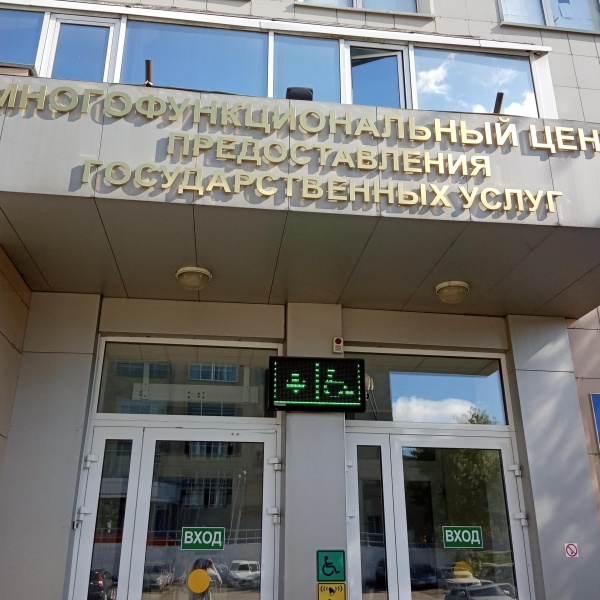 МНОГОФУНКЦИОНАЛЬНЫЙ ЦЕН
ПРЕДОСТАВЛЕНИЯ
ГОСУДАРСТВЕННЫХ УСЛУГ
ВХОД
ВХОД